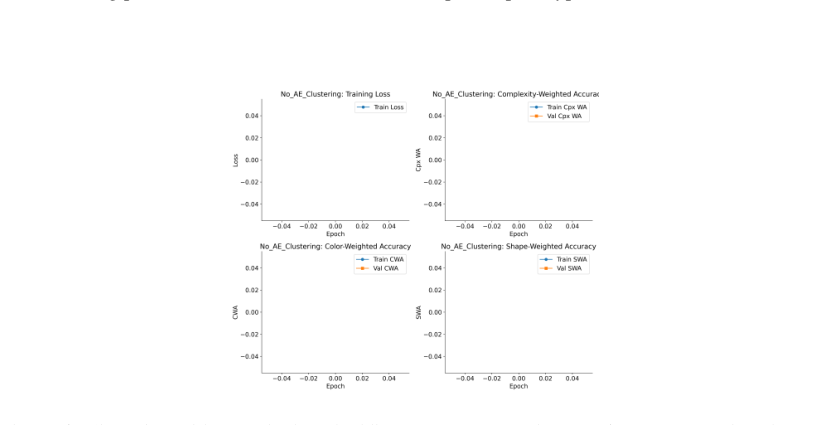 No_AE_Clustering: Training Loss
Train Loss
0.04
0.02
0.00
−0.02
−0.04
Loss
−0.04 −0.02 0.00 0.02 0.04
Epoch
No_AE_Clustering: Complexity-Weighted Accurac
Train Cpx WA
Val Cpx WA
0.04
0.02
0.00
−0.02
−0.04
Cpx WA
−0.04 −0.02 0.00 0.02 0.04
Epoch
No_AE_Clustering: Color-Weighted Accuracy
Train CWA
Val CWA
0.04
0.02
0.00
−0.02
−0.04
CWA
−0.04 −0.02 0.00 0.02 0.04
Epoch
No_AE_Clustering: Shape-Weighted Accuracy
Train SWA
Val SWA
0.04
0.02
0.00
−0.02
−0.04
SWA
−0.04 −0.02 0.00 0.02 0.04
Epoch